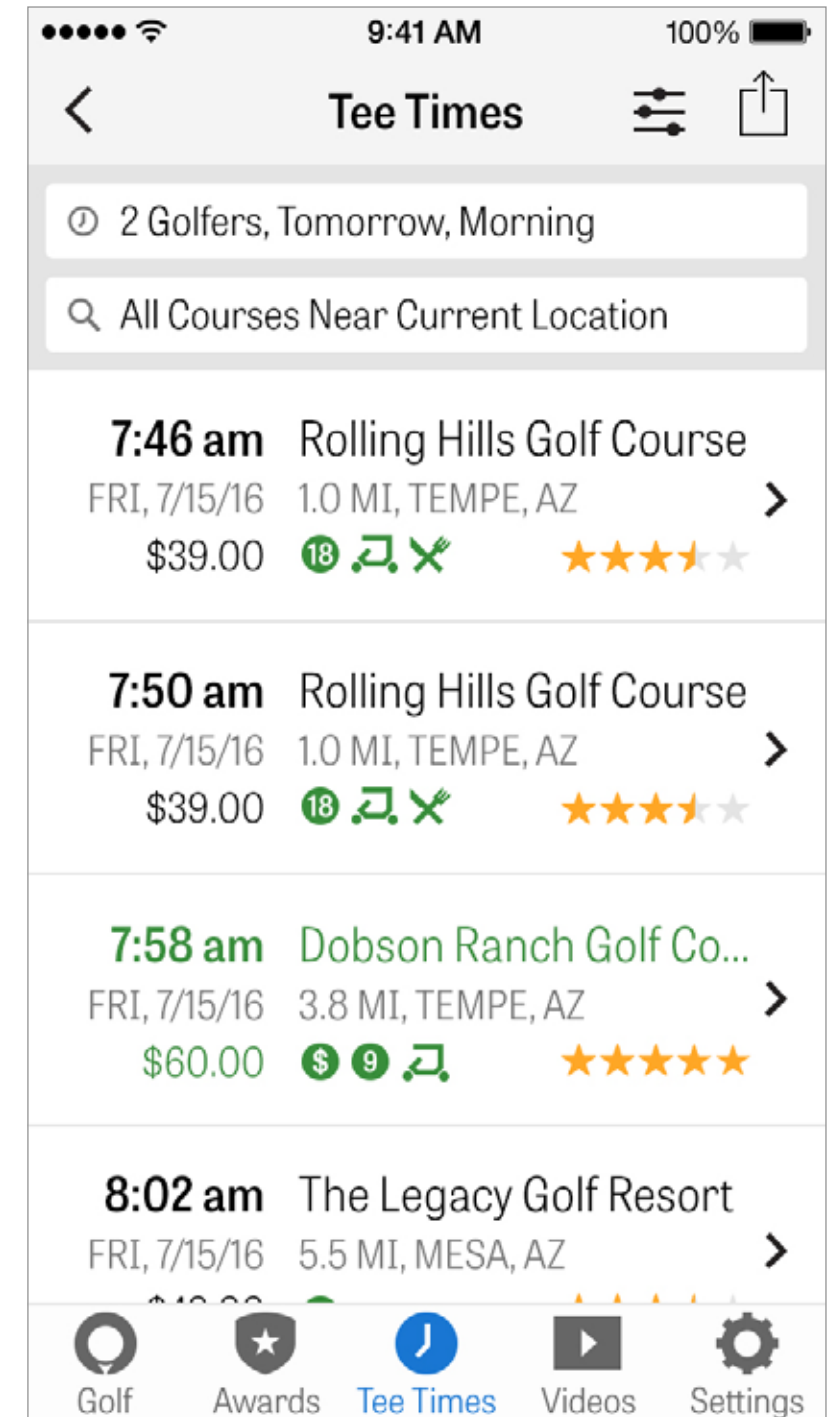 9:41 AM 100%
Tee Times
2 Golfers, Tomorrow, Morning
All Courses Near Current Location
7:46 am Rolling Hills Golf Course
FRI, 7/15/16 1.0 MI, TEMPE, AZ
$39.00 18
7:50 am Rolling Hills Golf Course
FRI, 7/15/16 1.0 MI, TEMPE, AZ
$39.00 18
7:58 am Dobson Ranch Golf Co...
FRI, 7/15/16 3.8 MI, TEMPE, AZ
$60.00 $ 9
8:02 am The Legacy Golf Resort
FRI, 7/15/16 5.5 MI, MESA, AZ
Golf Awards Tee Times Videos Settings